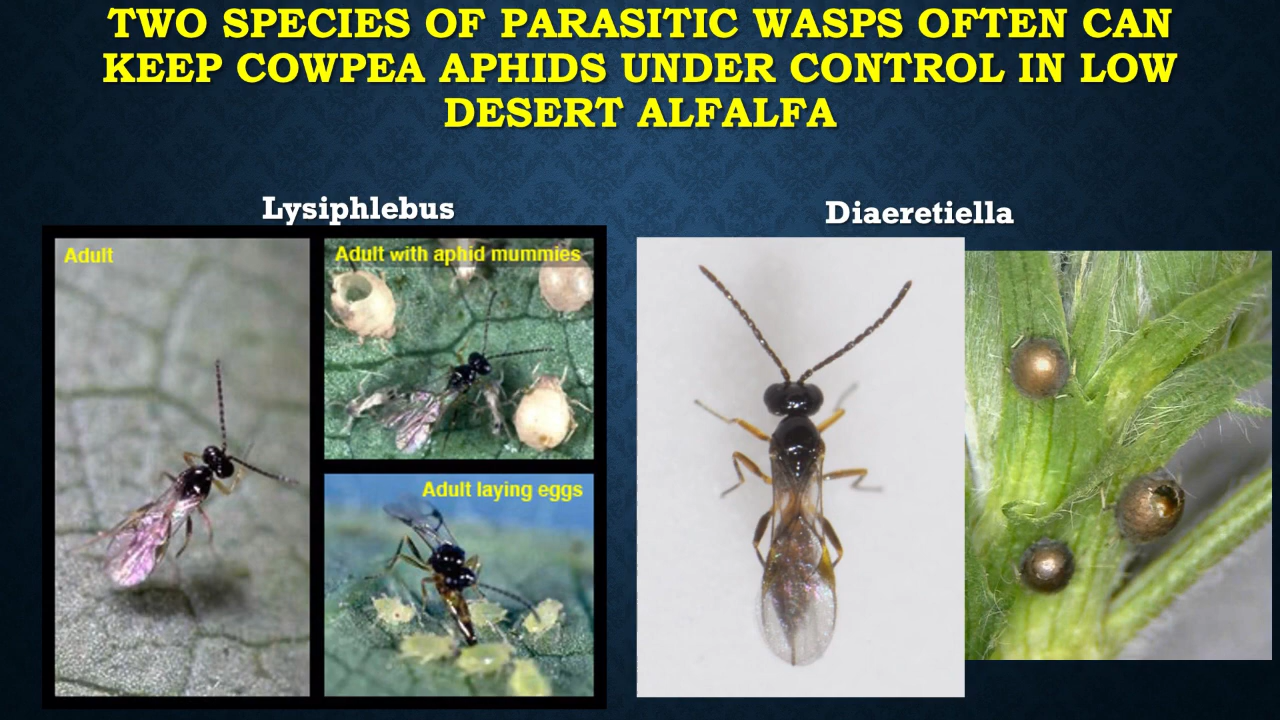 TWO SPECIES OF PARASITIC WASPS OFTEN CAN
KEEP COWPEA APHIDS UNDER CONTROL IN LOW
DESERT ALFALFA
Lysiphlebus
Diaeretiella
Adult
Adult with aphid mummies
Adult laying eggs